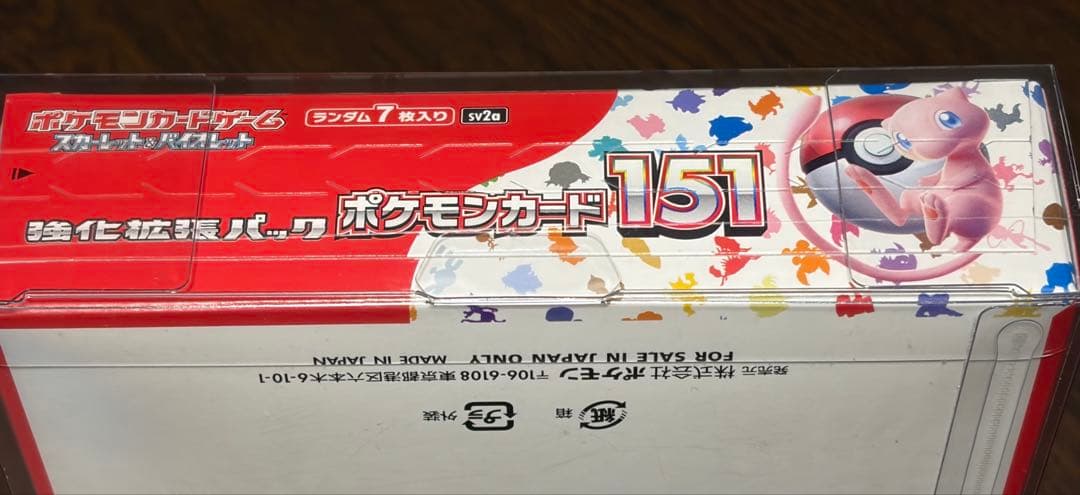 ポケモンカードゲーム
スカーレット&バイオレット
ランダム7枚入り sv2a
強化拡張パック ポケモンカード151
FOR SALE IN JAPAN ONLY MADE IN JAPAN
発売元 株式会社ポケモン 〒106-6108 東京都港区六本木6-10-1
紙 箱 プラ 外装